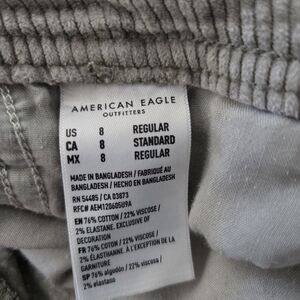 AMERICAN EAGLE
OUTFITTERS
US 8 REGULAR
CA 8 STANDARD
MX 8 REGULAR
MADE IN BANGLADESH / FABRIQUÉ AU
BANGLADESH / HECHO EN BANGLADESH
RN 54485 / CA 03873
RFC# AEM120605U9A
EN 76% COTTON / 22% VISCOSE /
2% ELASTANE. EXCLUSIVE OF
DECORATION
FR 76% COTON / 22% VISCOSE /
2% ÉLASTHANNE. À L'EXCEPTION DE LA
GARNITURE
SP 76% algodón / 22% viscosa /
2% elastano